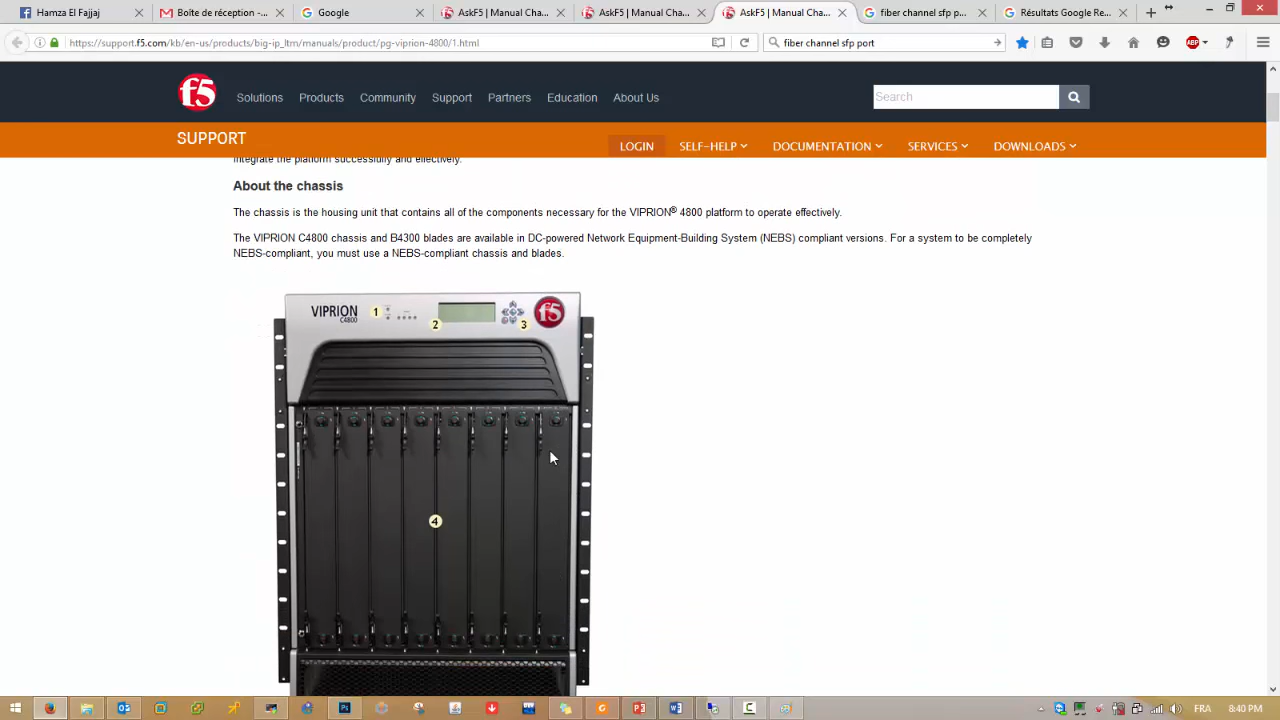 Hamza El Fajjaji
Boîte de réception -
Google
AskF5 | Manual Cha...
AskF5 | Manual Cha...
AskF5 | Manual Cha...
fiber channel sfp p...
Résultats Google Re...
https://support.f5.com/kb/en-us/products/big-ip_ltm/manuals/product/pg-viprion-4800/1.html
fiber channel sfp port
ABP
f5
Solutions
Products
Community
Support
Partners
Education
About Us
Search
SUPPORT
LOGIN
SELF-HELP
DOCUMENTATION
SERVICES
DOWNLOADS
integrate the platform successfully and effectively.
About the chassis
The chassis is the housing unit that contains all of the components necessary for the VIPRION® 4800 platform to operate effectively.
The VIPRION C4800 chassis and B4300 blades are available in DC-powered Network Equipment-Building System (NEBS) compliant versions. For a system to be completely
NEBS-compliant, you must use a NEBS-compliant chassis and blades.
VIPRION
C4800
1
2
3
f5
4
FR
8:40 PM